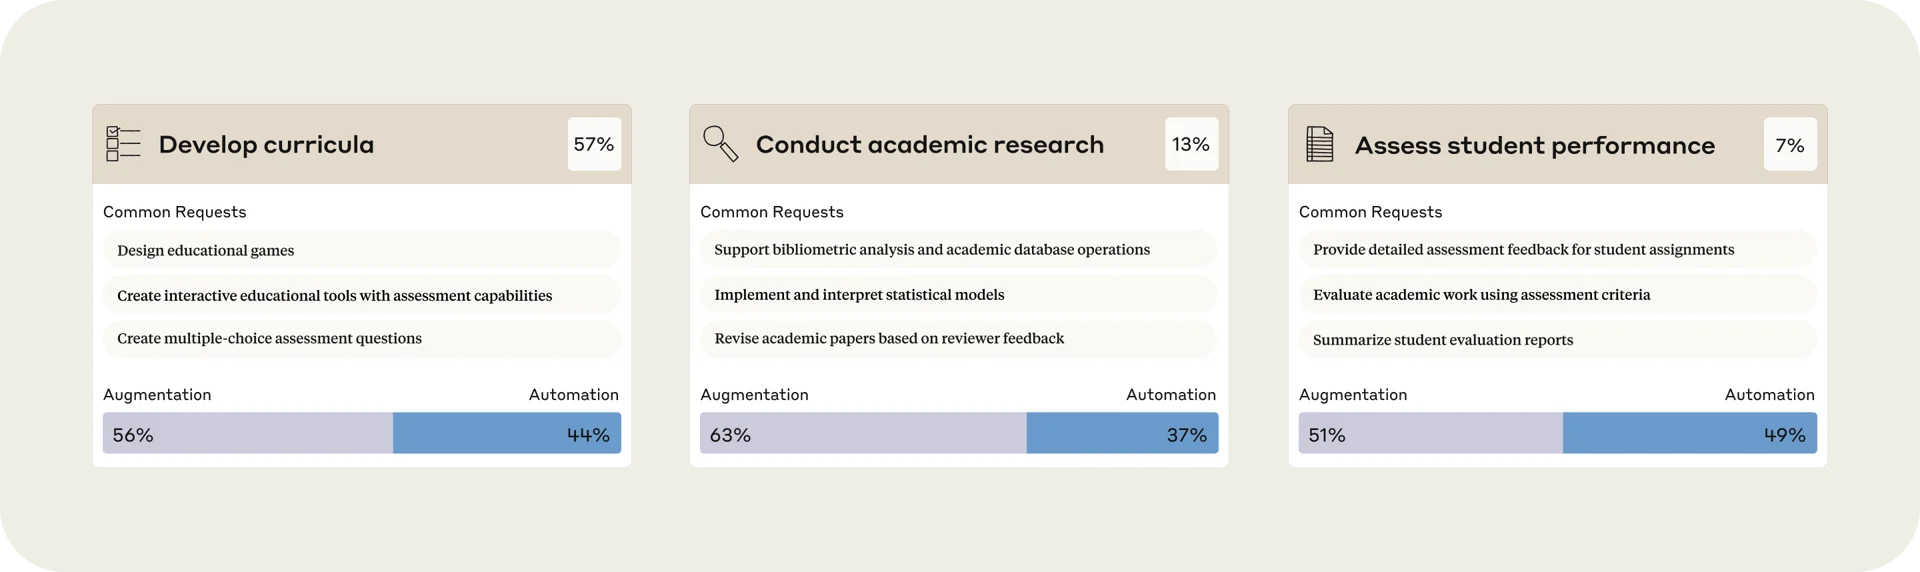 Develop curricula
57%
Common Requests
Design educational games
Create interactive educational tools with assessment capabilities
Create multiple-choice assessment questions
Augmentation
Automation
56%
44%
Conduct academic research
13%
Common Requests
Support bibliometric analysis and academic database operations
Implement and interpret statistical models
Revise academic papers based on reviewer feedback
Augmentation
Automation
63%
37%
Assess student performance
7%
Common Requests
Provide detailed assessment feedback for student assignments
Evaluate academic work using assessment criteria
Summarize student evaluation reports
Augmentation
Automation
51%
49%